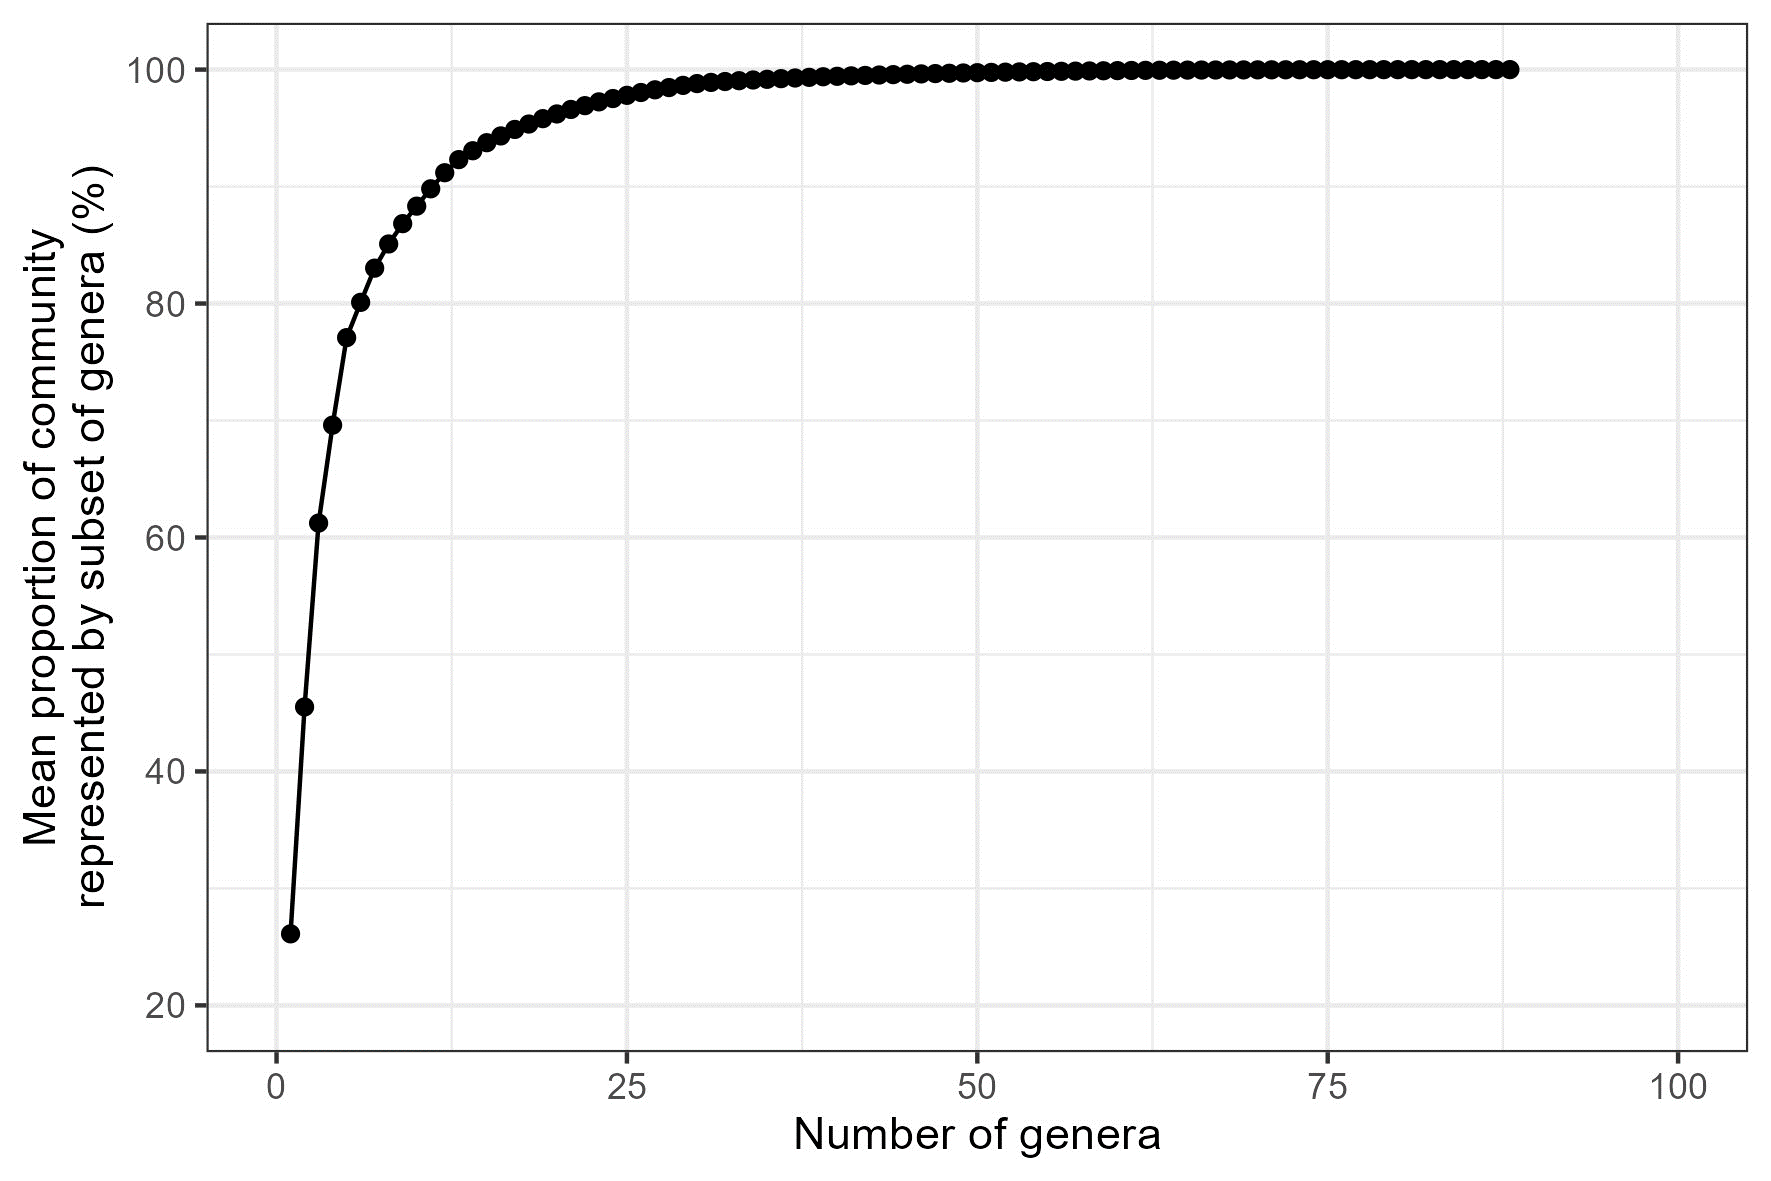 Mean proportion of community
represented by subset of genera (%)
100
80
60
40
20
0 25 50 75 100
Number of genera